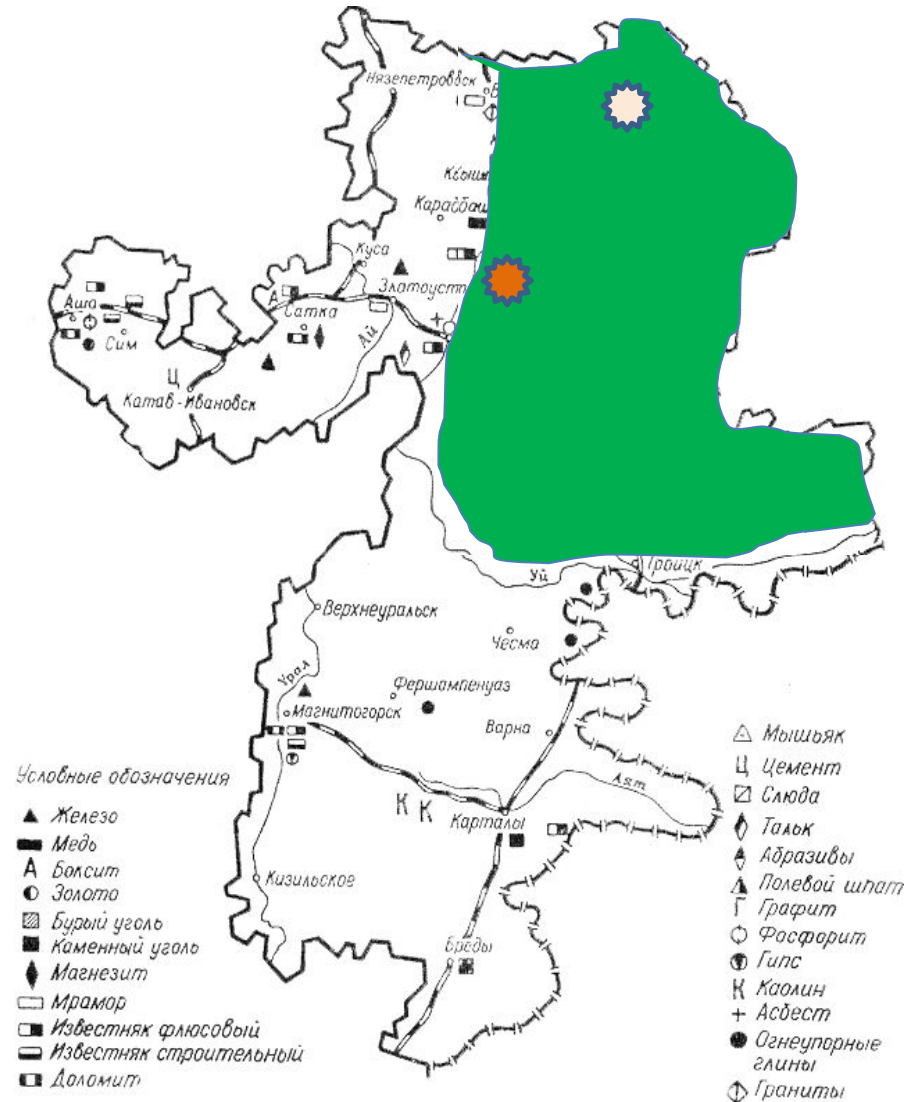 Нязепетровск
Карабаш
Куса
А
Златоуст
Аша
Сатка
Ай
Сим
Ц
Катав-Ивановск
Троицк
Уй
Верхнеуральск
Чесма
Урал
Фершампенуаз
Магнитогорск
Варна
Аят
К К
Карталы
Кизильское
Бреды
Условные обозначения
Железо
Медь
А Боксит
Золото
Бурый уголь
Каменный уголь
Магнезит
Мрамор
Известняк флюсовый
Известняк строительный
Доломит
Мышьяк
Ц Цемент
Слюда
Тальк
Абразивы
Полевой шпат
Г Графит
Фосфорит
Гипс
К Каолин
Асбест
Огнеупорные
глины
Граниты